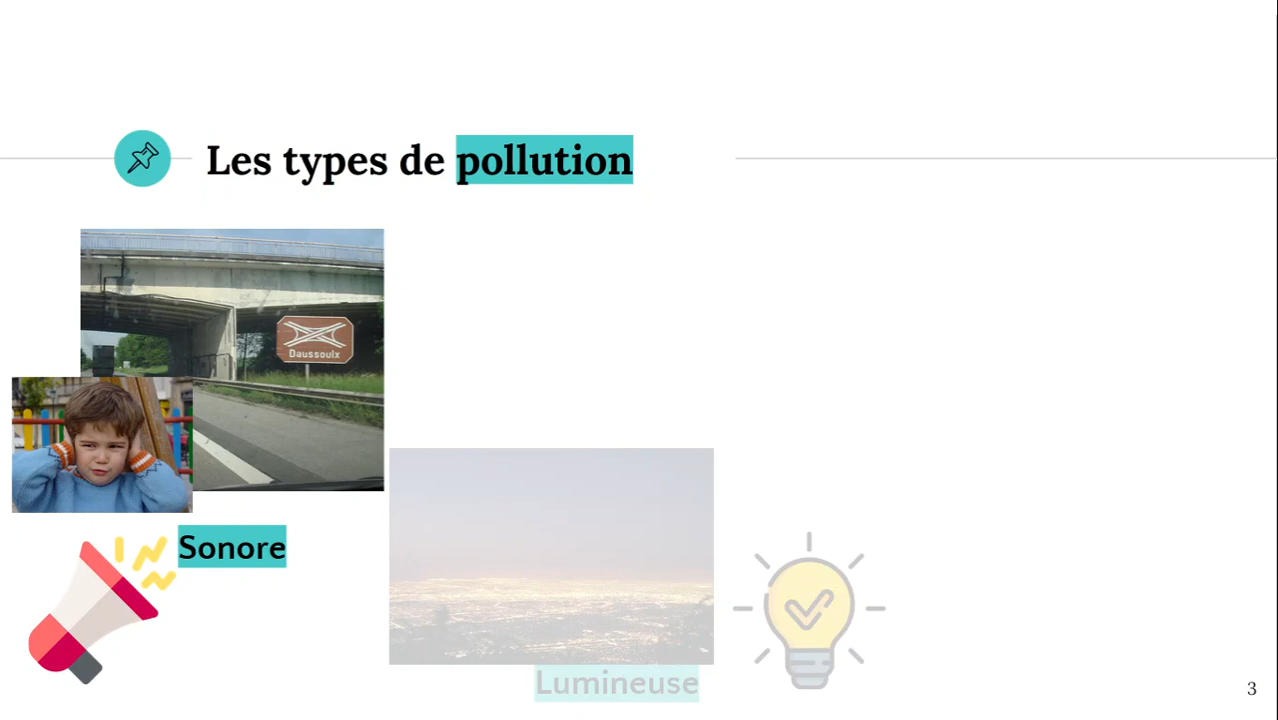 Les types de pollution
Daussoulx
Sonore
Lumineuse
3